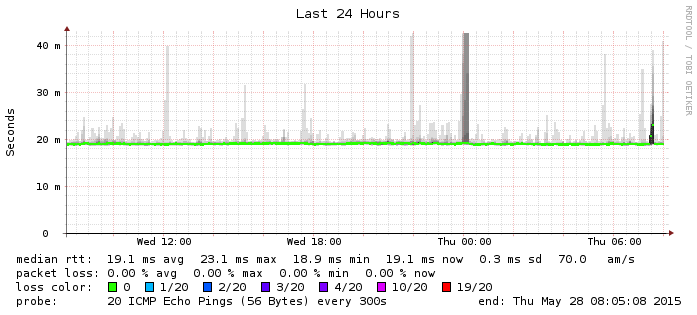 Last 24 Hours
RRDTOOL / TOBI OETIKER
Seconds
40 m
30 m
20 m
10 m
0
Wed 12:00 Wed 18:00 Thu 00:00 Thu 06:00
median rtt: 19.1 ms avg 23.1 ms max 18.9 ms min 19.1 ms now 0.3 ms sd 70.0 am/s
packet loss: 0.00 % avg 0.00 % max 0.00 % min 0.00 % now
loss color: 0 1/20 2/20 3/20 4/20 10/20 19/20
probe: 20 ICMP Echo Pings (56 Bytes) every 300s end: Thu May 28 08:05:08 2015